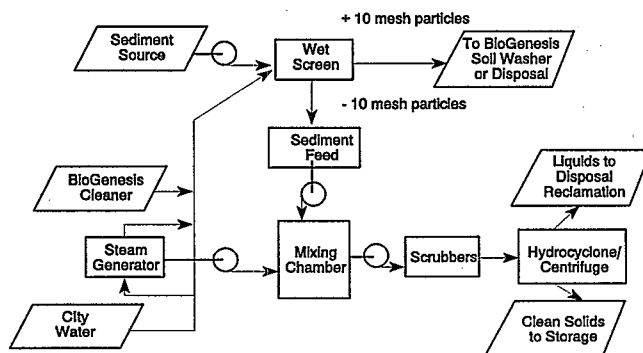 + 10 mesh particles
Sediment
Source
Wet
Screen
To BioGenesis
Soil Washer
or Disposal
- 10 mesh particles
Sediment
Feed
BioGenesis
Cleaner
Liquids to
Disposal
Reclamation
Steam
Generator
Mixing
Chamber
Scrubbers
Hydrocyclone/
Centrifuge
City
Water
Clean Solids
to Storage